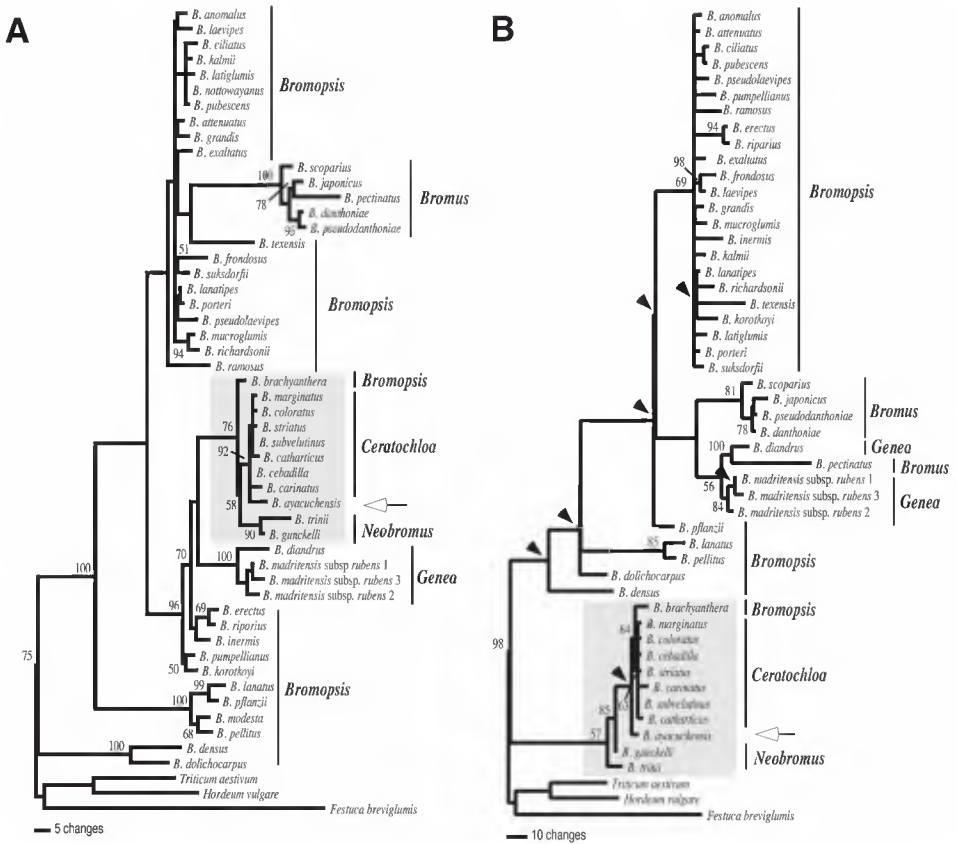 A
B. anomalus
B. laevipes
B. ciliatus
B. kalmii
B. latiglumis
B. nottowayanus
B. pubescens
Bromopsis
B. attenuatus
B. grandis
B. exaltatus
100
B. scoparius
B. japonicus
78
B. pectinatus
Bromus
B. danthoniae
B. pseudodanthoniae
B. texensis
51
B. frondosus
B. suksdorfii
B. lanatipes
B. porteri
Bromopsis
B. pseudolaevipes
B. mucroglumis
94
B. richardsonii
B. ramosus
B. brachyanthera
Bromopsis
B. marginatus
B. coloratus
76
B. striatus
B. subvelutinus
Ceratochloa
92
B. catharticus
B. cebadilla
B. carinatus
58
B. ayacuchensis
B. trinii
Neobromus
90
B. gunckelli
70
B. diandrus
100
B. madritensis subsp rubens 1
B. madritensis subsp. rubens 3
Genea
B. madritensis subsp. rubens 2
100
96
69
B. erectus
B. riporius
B. inermis
B. pumpellianus
50
B. korotkoyi
Bromopsis
75
99
B. lanatus
100
B. pflanzii
B. modesta
68
B. pellitus
100
B. densus
B. dolichocarpus
Triticum aestivum
Hordeum vulgare
Festuca breviglumis
5 changes
B
B. anomalus
B. attenuatus
B. ciliatus
B. pubescens
B. pseudolaevipes
B. pumpellianus
B. ramosus
94
B. erectus
B. riparius
98
B. exaltatus
69
B. frondosus
B. laevipes
Bromopsis
B. grandis
B. mucroglumis
B. inermis
B. kalmii
B. lanatipes
B. richardsonii
B. texensis
B. korotkoyi
B. latiglumis
B. porteri
B. suksdorfii
81
B. scoparius
B. japonicus
B. pseudodanthoniae
Bromus
78
B. danthoniae
100
B. diandrus
Genea
B. pectinatus
Bromus
56
B. madritensis subsp. rubens 1
B. madritensis subsp. rubens 3
Genea
84
B. madritensis subsp. rubens 2
B. pflanzii
85
B. lanatus
B. pellitus
Bromopsis
B. dolichocarpus
B. densus
B. brachyanthera
Bromopsis
64
B. marginatus
B. coloratus
98
B. cebadilla
B. striatus
Ceratochloa
B. carinatus
63
B. subvelutinus
85
B. catharticus
57
B. ayacuchensis
B. gunckelli
Neobromus
B. trinii
Triticum aestivum
Hordeum vulgare
Festuca breviglumis
10 changes